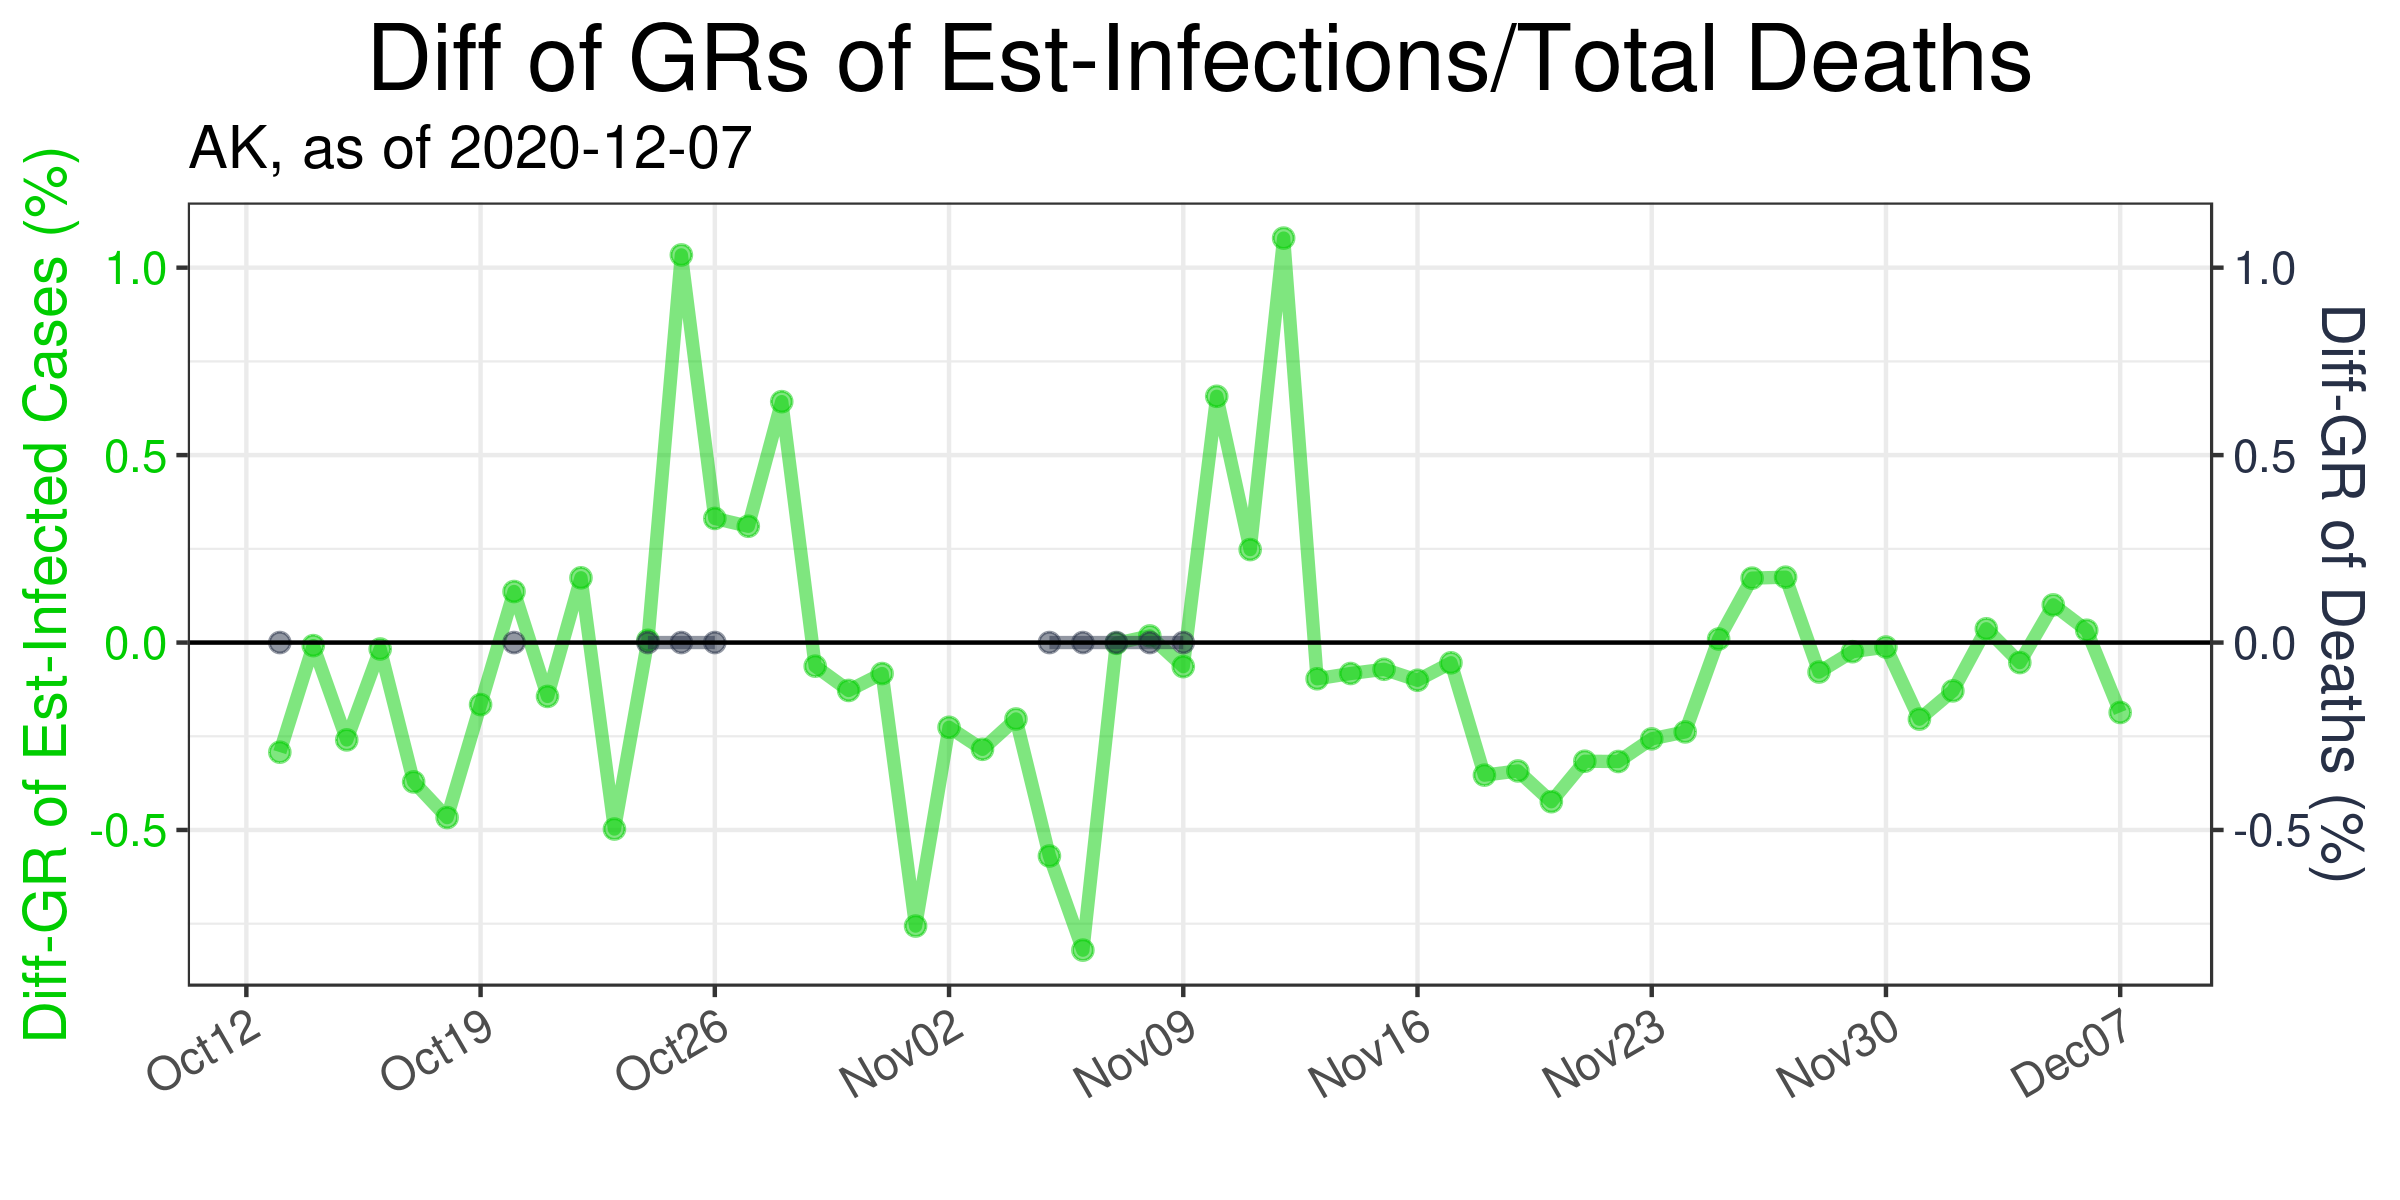 Diff of GRs of Est-Infections/Total Deaths
AK, as of 2020-12-07
Diff-GR of Est-Infected Cases (%)
1.0
0.5
0.0
-0.5
1.0
0.5
0.0
-0.5
Diff-GR of Deaths (%)
Oct12
Oct19
Oct26
Nov02
Nov09
Nov16
Nov23
Nov30
Dec07